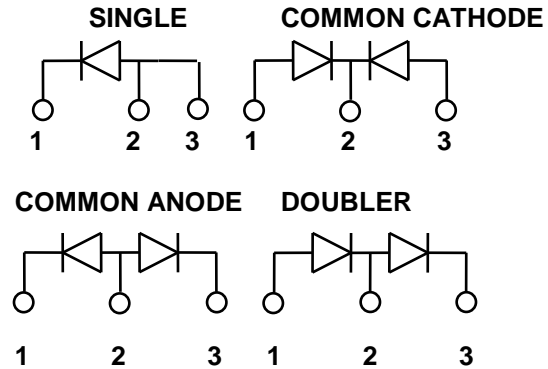 SINGLE COMMON CATHODE
1 2 3 1 2 3
COMMON ANODE DOUBLER
1 2 3 1 2 3